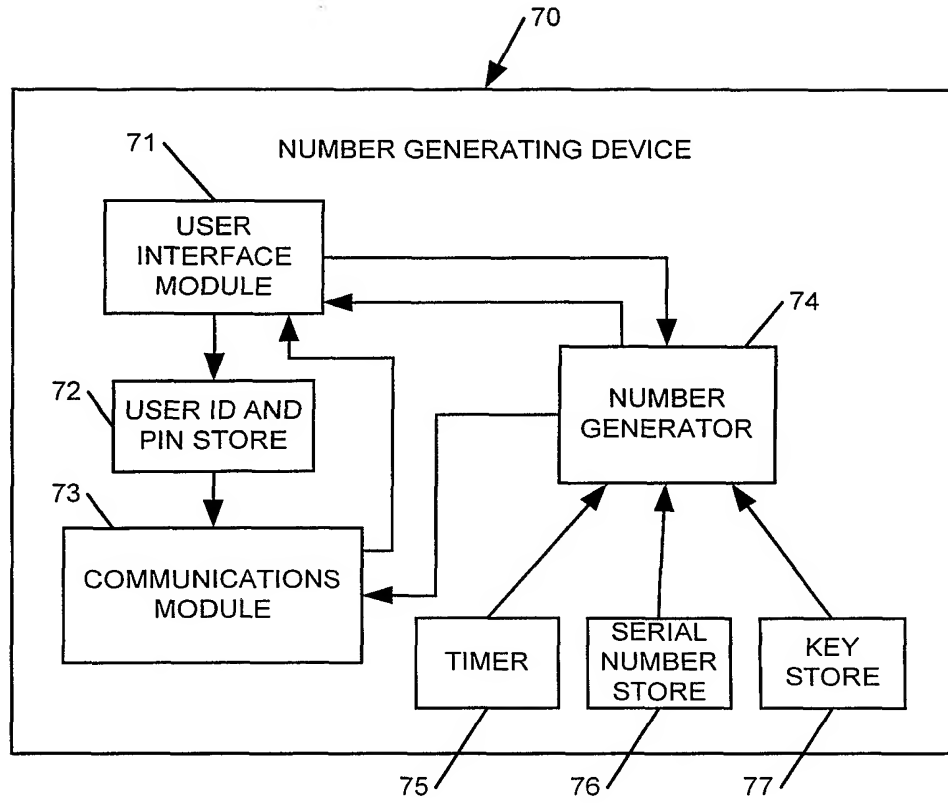 70
71
NUMBER GENERATING DEVICE
USER
INTERFACE
MODULE
74
72
USER ID AND
PIN STORE
NUMBER
GENERATOR
73
COMMUNICATIONS
MODULE
TIMER
SERIAL
NUMBER
STORE
KEY
STORE
75
76
77